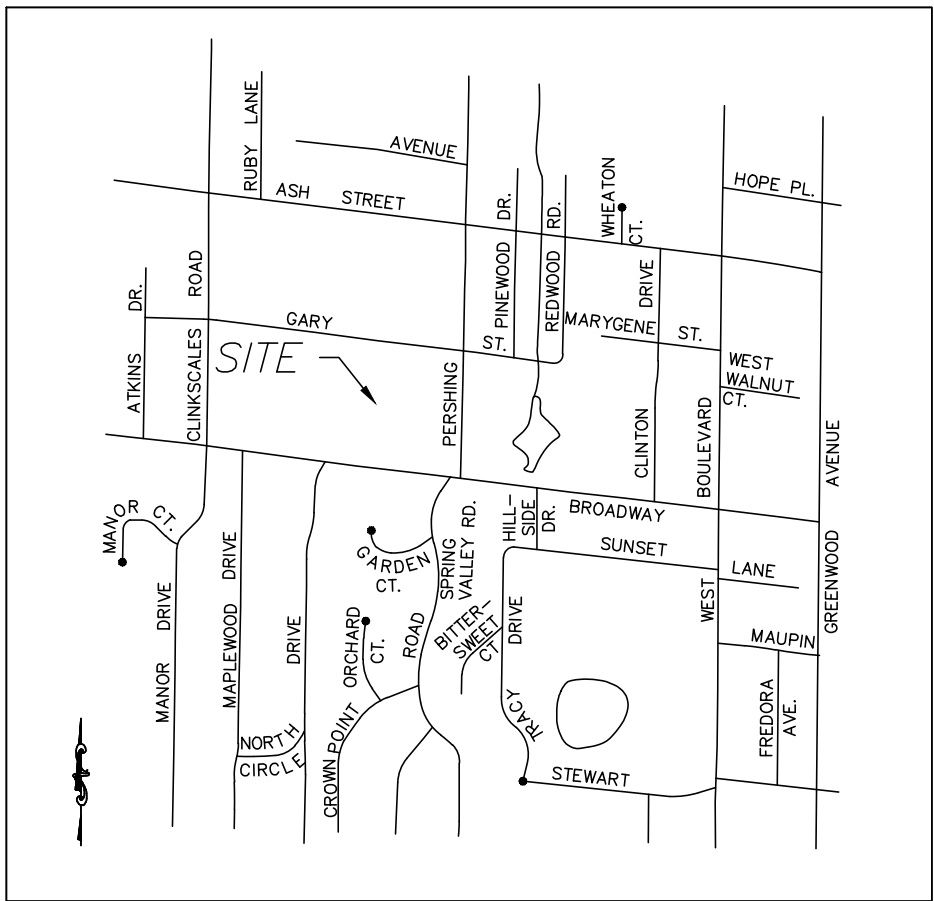 RUBY LANE
AVENUE
ASH STREET
WHEATON
CT.
HOPE PL.
PINEWOOD DR.
REDWOOD RD.
CLINKSCALES ROAD
ATKINS DR.
GARY ST.
MARYGENE ST.
CLINTON DRIVE
SITE
PERSHING
WEST
WALNUT
CT.
WEST BOULEVARD
GREENWOOD AVENUE
BROADWAY
HILL-
SIDE
DR.
SUNSET LANE
MANOR CT.
MANOR DRIVE
MAPLEWOOD DRIVE
DRIVE
GARDEN
CT.
SPRING
VALLEY RD.
ROAD
ORCHARD
CT.
BITTER-
SWEET
CT
TRACY DRIVE
MAUPIN
FREDORA
AVE.
NORTH
CIRCLE
CROWN POINT
STEWART